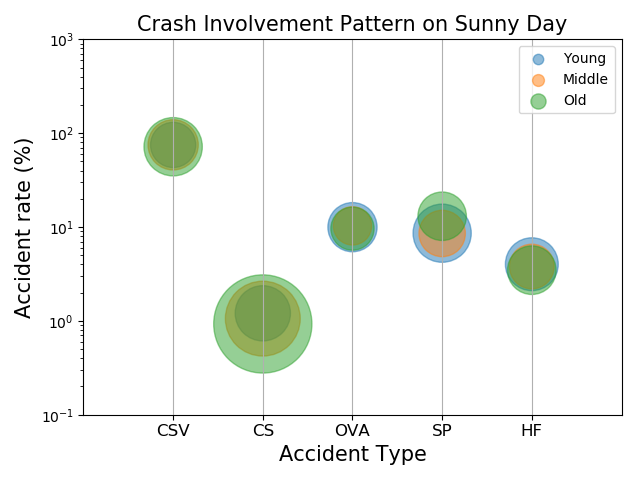 Crash Involvement Pattern on Sunny Day
Accident rate (%)
10³
10²
10¹
10⁰
10⁻¹
Young
Middle
Old
CSV CS OVA SP HF
Accident Type